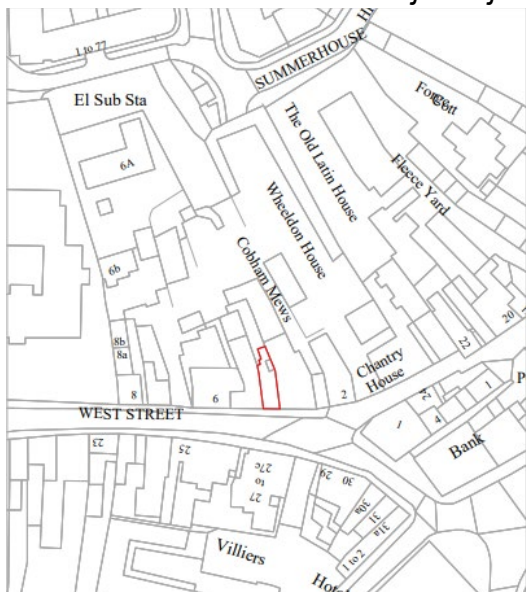 1 to 77
SUMMERHOUSE
El Sub Sta
The Old Latin House
Forge
Cott
6A
Wheeldon House
Fleece Yard
6b
Cobham Mews
8b
8a
8
6
2
Chantry
House
22
20
P
WEST STREET
1
24
4
1
Bank
23
25
27c
to
27
29
30
30a
31
31a
1 to 2
Villiers
Hotel